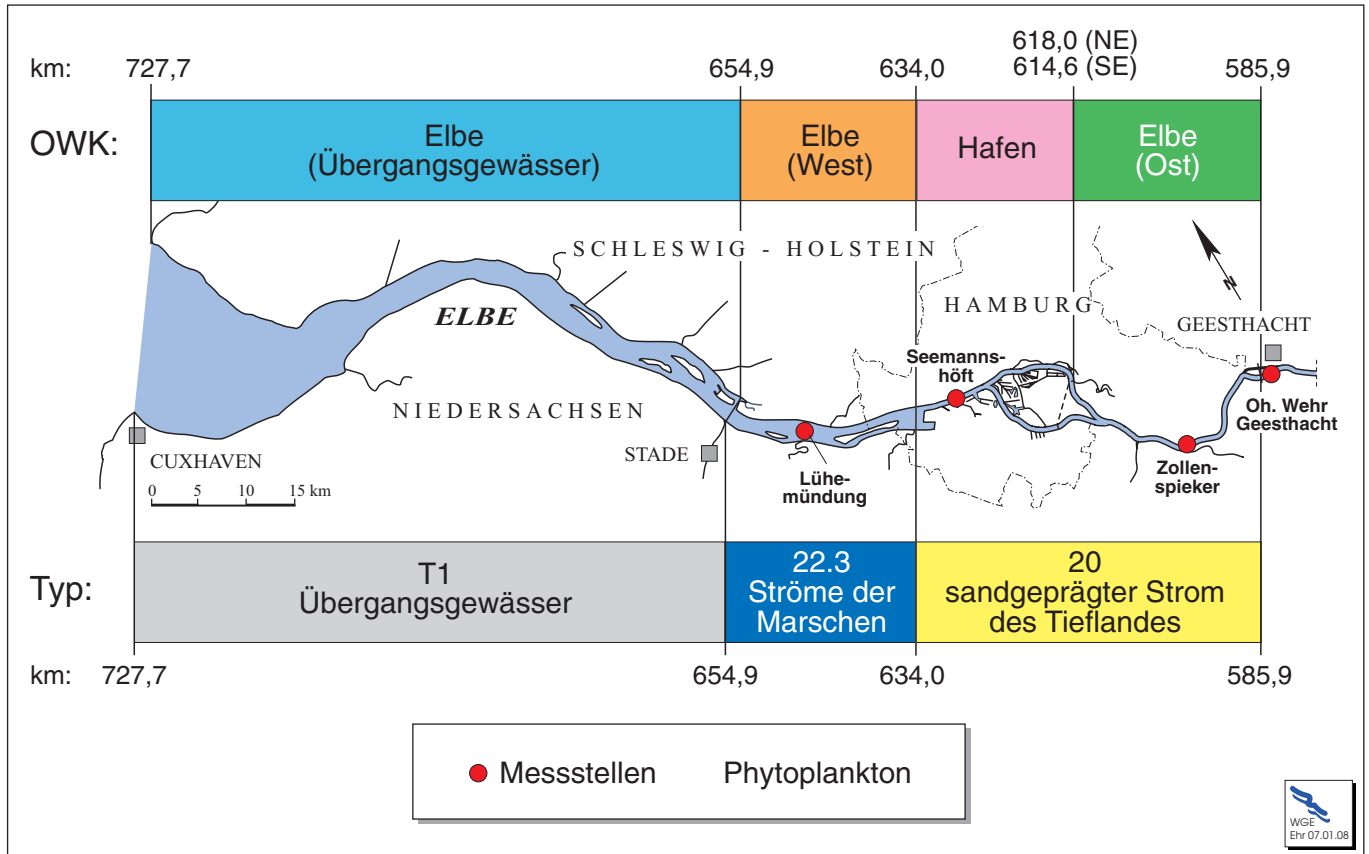 618,0 (NE)
km: 727,7 654,9 634,0 614,6 (SE) 585,9
OWK:
Elbe
(Übergangsgewässer)
Elbe
(West)
Hafen
Elbe
(Ost)
SCHLESWIG - HOLSTEIN
N
HAMBURG
ELBE
GEESTHACHT
Seemanns-
höft
NIEDERSACHSEN
Oh. Wehr
Geesthacht
CUXHAVEN
STADE
Lühe-
mündung
Zollen-
spieker
0 5 10 15 km
Typ:
T1
Übergangsgewässer
22.3
Ströme der
Marschen
20
sandgeprägter Strom
des Tieflandes
km: 727,7 654,9 634,0 585,9
Messstellen Phytoplankton
WGE
Ehr 07.01.08